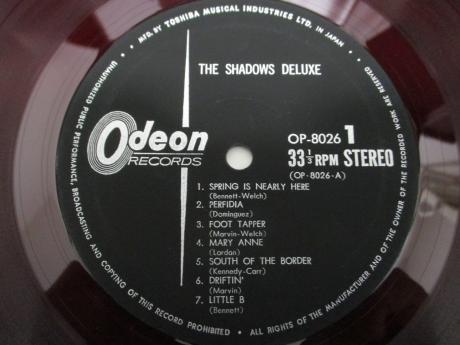 • MFG. BY TOSHIBA MUSICAL INDUSTRIES LTD. IN JAPAN •
THE SHADOWS DELUXE
Odeon
RECORDS
OP-8026 1
33 1/3 RPM STEREO
(OP-8026-A)
1. SPRING IS NEARLY HERE
(Bennett-Welch)
2. PERFIDIA
(Dominguez)
3. FOOT TAPPER
(Marvin-Welch)
4. MARY ANNE
(Lordan)
5. SOUTH OF THE BORDER
(Kennedy-Carr)
6. DRIFTIN'
(Marvin)
7. LITTLE B
(Bennett)
UNAUTHORIZED PUBLIC PERFORMANCE, BROADCASTING AND COPYING OF THIS RECORD PROHIBITED • ALL RIGHTS OF THE MANUFACTURER AND OF THE OWNER OF THE RECORDED WORK ARE RESERVED